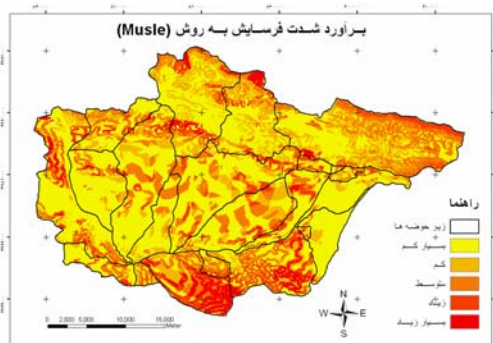 برآورد شدت فرسایش به روش (Musle)
راهنما
زیر حوضه ها
بسیار کم
کم
متوسط
زیاد
بسیار زیاد
N
W E
S
0 2,500 5,000 10,000 15,000
Meter